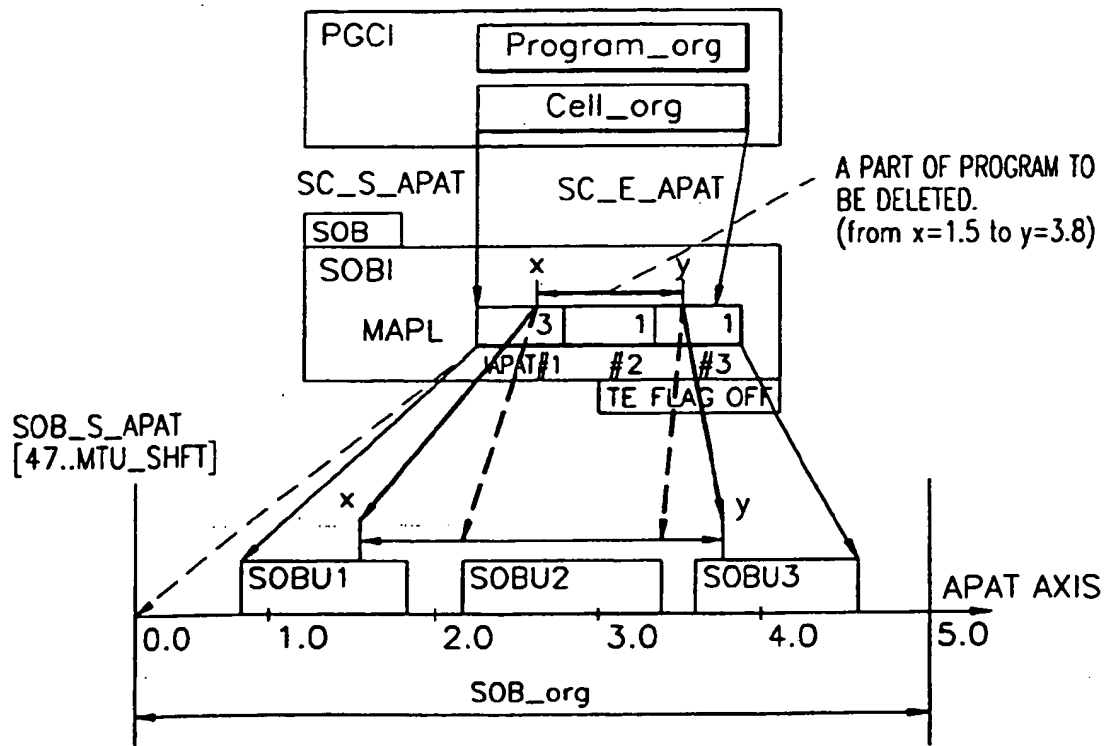 PGCI
Program_org
Cell_org
SC_S_APAT
SC_E_APAT
A PART OF PROGRAM TO
BE DELETED.
(from x=1.5 to y=3.8)
SOB
SOBI
x
y
MAPL
3
1
1
IAPAT#1
#2
#3
TE FLAG OFF
SOB_S_APAT
[47..MTU_SHFT]
x
y
SOBU1
SOBU2
SOBU3
APAT AXIS
0.0
1.0
2.0
3.0
4.0
5.0
SOB_org